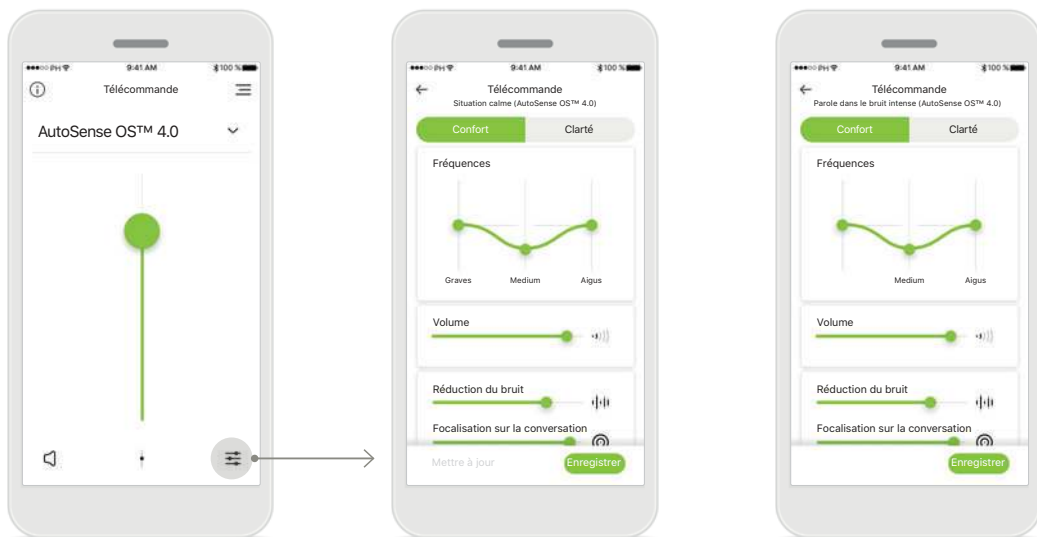 PH 9:41 AM 100 %
Télécommande
AutoSense OS™ 4.0
PH 9:41 AM 100 %
Télécommande
Situation calme (AutoSense OS™ 4.0)
Confort Clarté
Fréquences
Graves Medium Aigus
Volume
Réduction du bruit
Focalisation sur la conversation
Mettre à jour Enregistrer
PH 9:41 AM 100 %
Télécommande
Parole dans le bruit intense (AutoSense OS™ 4.0)
Confort Clarté
Fréquences
Medium Aigus
Volume
Réduction du bruit
Focalisation sur la conversation
Enregistrer